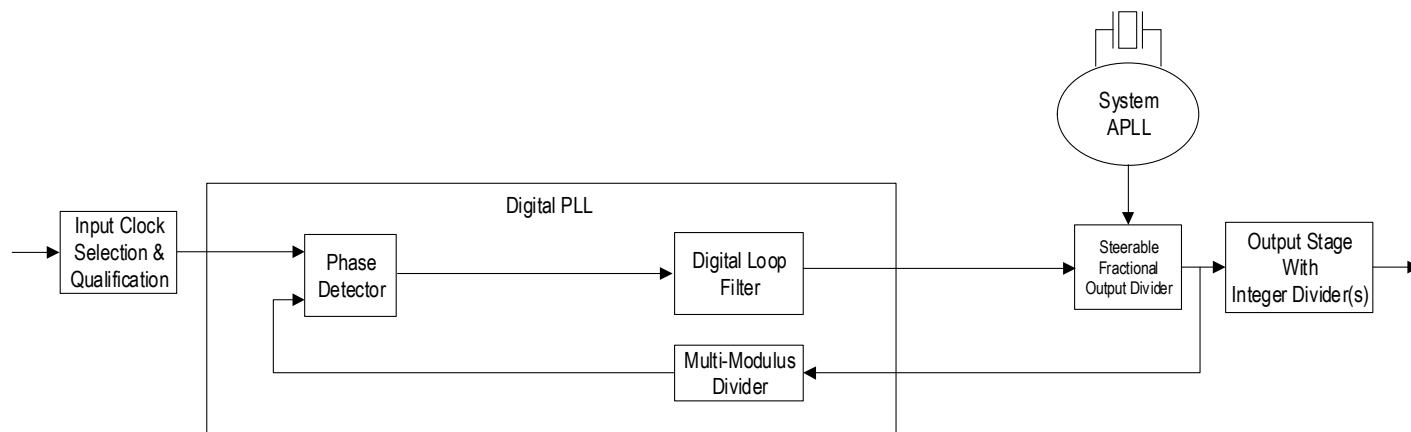 System
APLL
Digital PLL
Input Clock
Selection &
Qualification
Phase
Detector
Digital Loop
Filter
Steerable
Fractional
Output Divider
Output Stage
With
Integer Divider(s)
Multi-Modulus
Divider